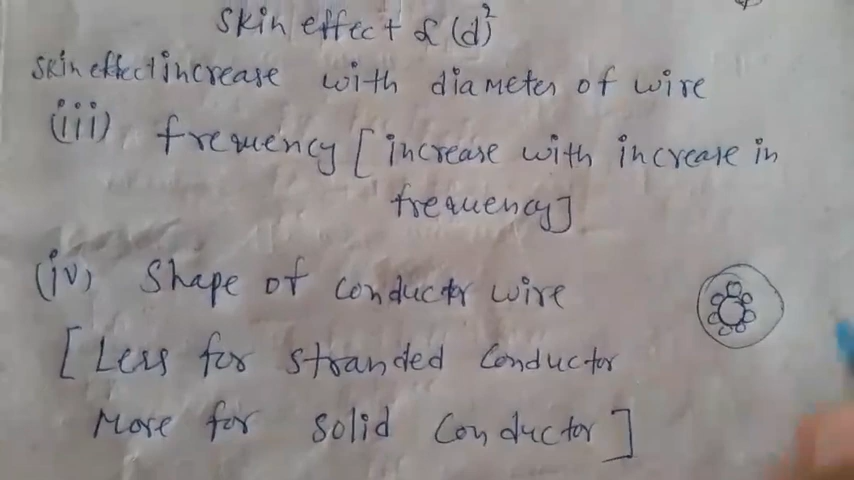 skin effect α (d)²
skin effect increase with diameter of wire
(iii) frequency [increase with increase in
frequency]
(iv) Shape of conductor wire
[Less for stranded conductor
More for solid conductor]